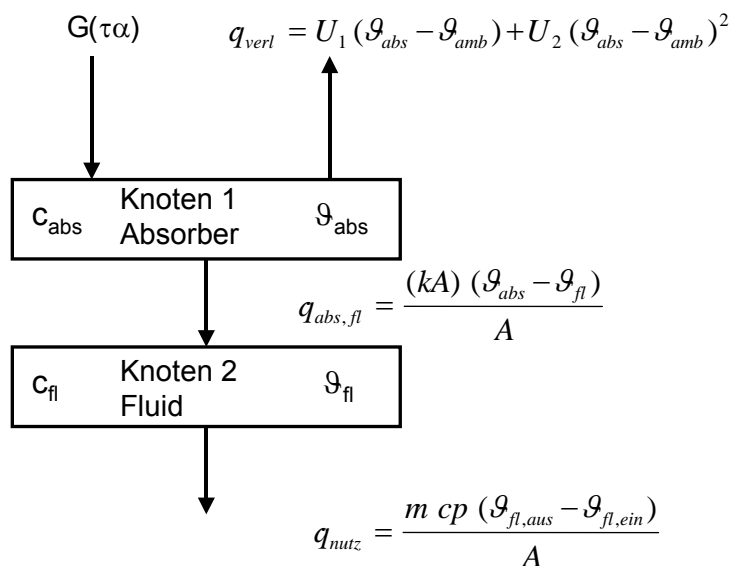 G(τα) q_verl = U_1 (ϑ_abs − ϑ_amb) + U_2 (ϑ_abs − ϑ_amb)^2
c_abs Knoten 1 ϑ_abs
Absorber
q_abs,fl = (kA) (ϑ_abs − ϑ_fl) / A
c_fl Knoten 2 ϑ_fl
Fluid
q_nutz = m cp (ϑ_fl,aus − ϑ_fl,ein) / A